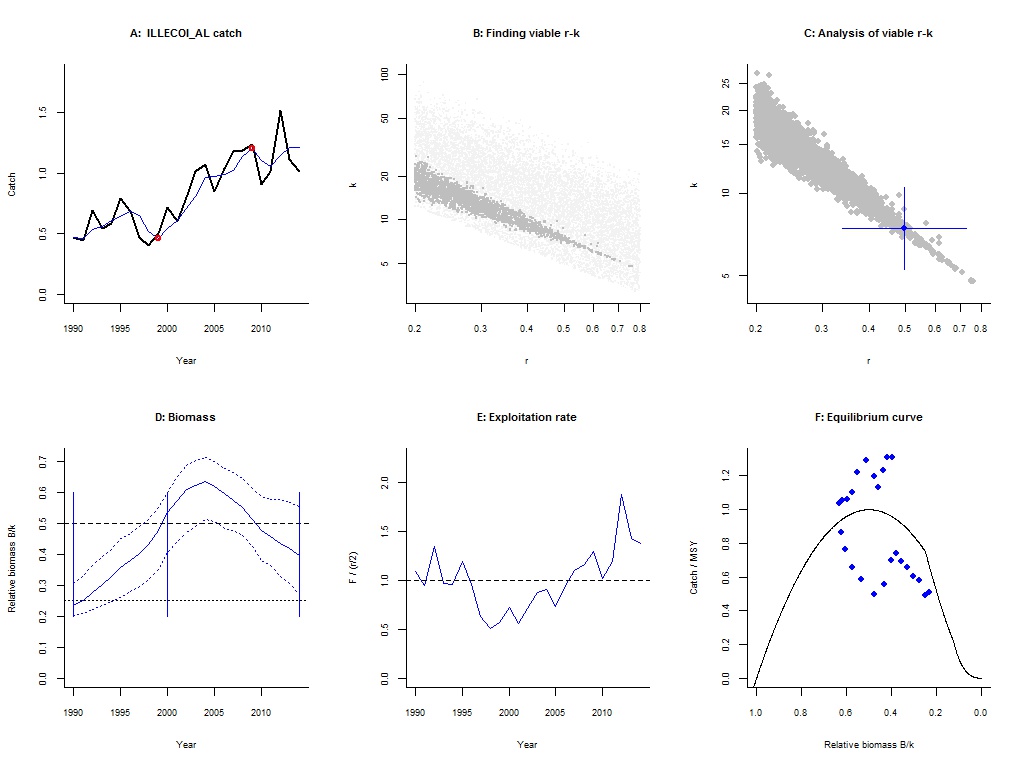 A: ILLECOI_AL catch
Catch
1.5
1.0
0.5
0.0
1990 1995 2000 2005 2010
Year
B: Finding viable r-k
k
100
50
20
10
5
0.2 0.3 0.4 0.5 0.6 0.7 0.8
r
C: Analysis of viable r-k
k
25
20
15
10
5
0.2 0.3 0.4 0.5 0.6 0.7 0.8
r
D: Biomass
Relative biomass B/k
0.7
0.6
0.5
0.4
0.3
0.2
0.1
0.0
1990 1995 2000 2005 2010
Year
E: Exploitation rate
F / (r/2)
2.0
1.5
1.0
0.5
0.0
1990 1995 2000 2005 2010
Year
F: Equilibrium curve
Catch / MSY
1.2
1.0
0.8
0.6
0.4
0.2
0.0
1.0 0.8 0.6 0.4 0.2 0.0
Relative biomass B/k